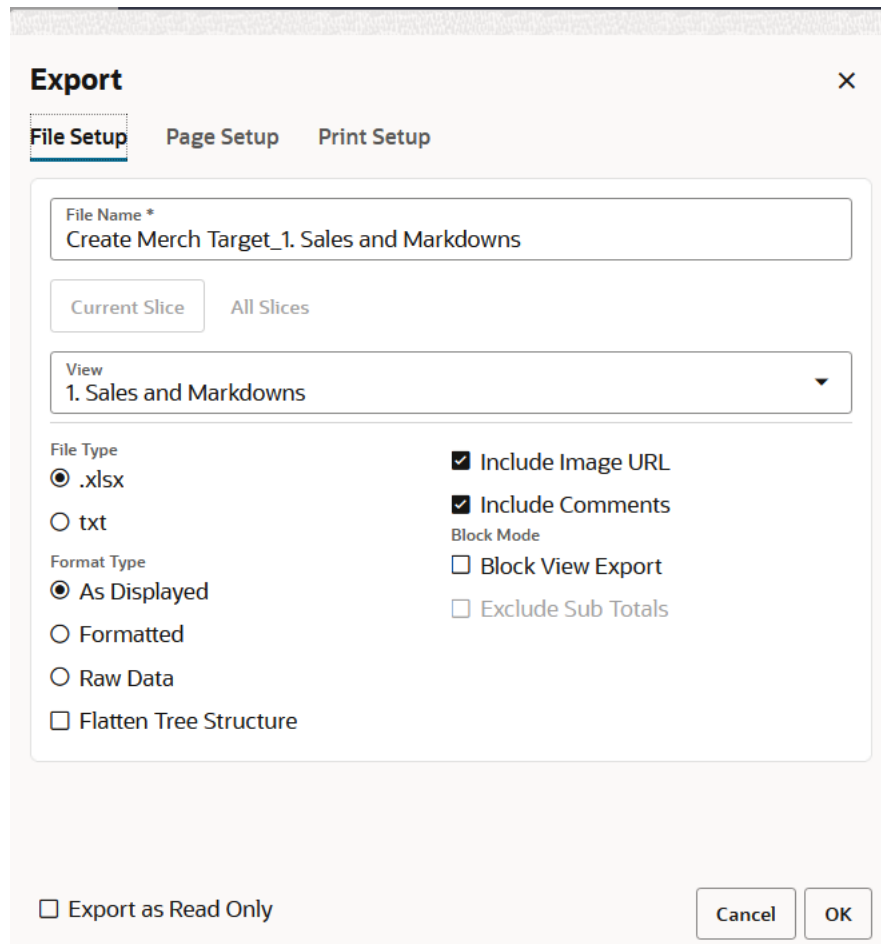 Export
File Setup Page Setup Print Setup
File Name *
Create Merch Target_1. Sales and Markdowns
Current Slice All Slices
View
1. Sales and Markdowns
File Type
.xlsx
txt
Format Type
As Displayed
Formatted
Raw Data
Flatten Tree Structure
Include Image URL
Include Comments
Block Mode
Block View Export
Exclude Sub Totals
Export as Read Only
Cancel OK